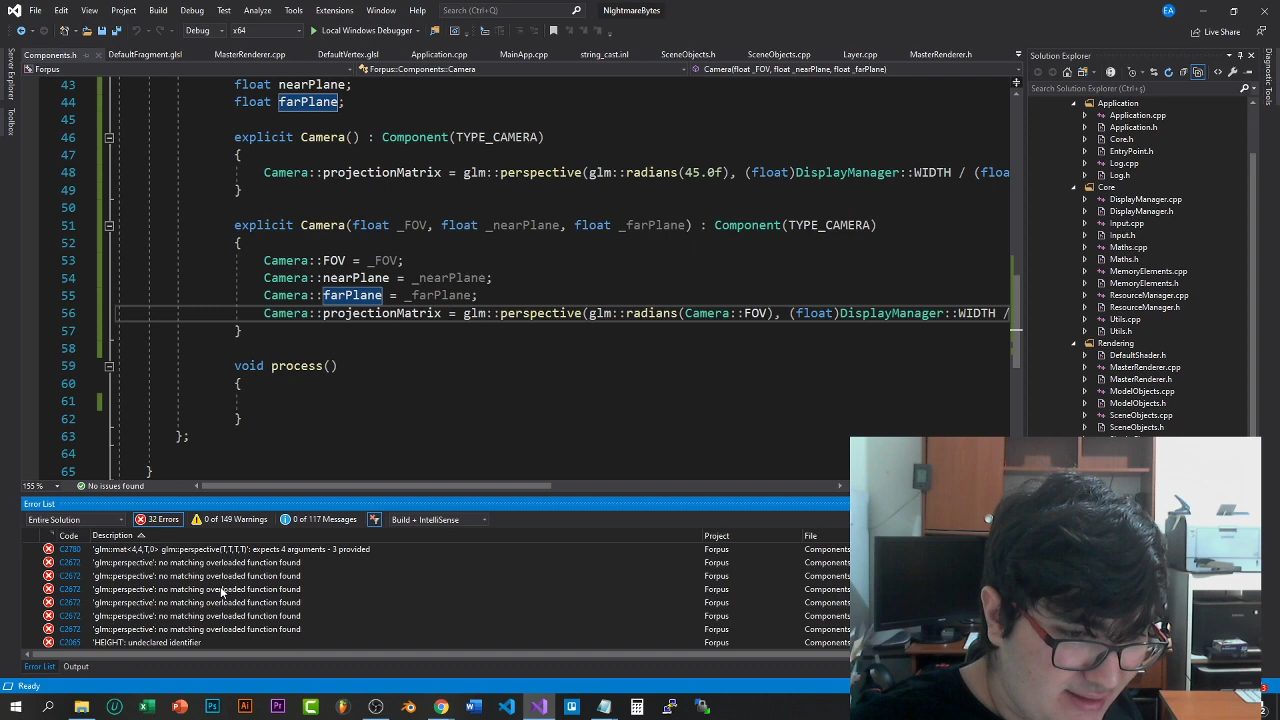 File Edit View Project Build Debug Test Analyze Tools Extensions Window Help Search (Ctrl+Q) NightmareBytes EA
Debug x64 Local Windows Debugger Live Share
Components.h DefaultFragment.glsl MasterRenderer.cpp DefaultVertex.glsl Application.cpp MainApp.cpp string_cast.inl SceneObjects.h SceneObjects.cpp Layer.cpp MasterRenderer.h
Forpus Forpus::Components::Camera Camera(float _FOV, float _nearPlane, float _farPlane)
Server Explorer
Toolbox
43 float nearPlane;
44 float farPlane;
45
46 explicit Camera() : Component(TYPE_CAMERA)
47 {
48 Camera::projectionMatrix = glm::perspective(glm::radians(45.0f), (float)DisplayManager::WIDTH / (floa
49 }
50
51 explicit Camera(float _FOV, float _nearPlane, float _farPlane) : Component(TYPE_CAMERA)
52 {
53 Camera::FOV = _FOV;
54 Camera::nearPlane = _nearPlane;
55 Camera::farPlane = _farPlane;
56 Camera::projectionMatrix = glm::perspective(glm::radians(Camera::FOV), (float)DisplayManager::WIDTH /
57 }
58
59 void process()
60 {
61
62 }
63 };
64
65 }
155 % No issues found
Solution Explorer
Search Solution Explorer (Ctrl+ş)
Application
Application.cpp
Application.h
Core.h
EntryPoint.h
Log.cpp
Log.h
Core
DisplayManager.cpp
DisplayManager.h
Input.cpp
Input.h
Maths.cpp
Maths.h
MemoryElements.cpp
MemoryElements.h
ResourceManager.cpp
ResourceManager.h
Utils.cpp
Utils.h
Rendering
DefaultShader.h
MasterRenderer.cpp
MasterRenderer.h
ModelObjects.cpp
ModelObjects.h
SceneObjects.cpp
SceneObjects.h
Diagnostic Tools
Error List
Entire Solution 32 Errors 0 of 149 Warnings 0 of 117 Messages Build + IntelliSense
Code Description Project File
C2780 'glm::mat<4,4,T,0> glm::perspective(T,T,T,T)': expects 4 arguments - 3 provided Forpus Components
C2672 'glm::perspective': no matching overloaded function found Forpus Components
C2672 'glm::perspective': no matching overloaded function found Forpus Components
C2672 'glm::perspective': no matching overloaded function found Forpus Components
C2672 'glm::perspective': no matching overloaded function found Forpus Components
C2672 'glm::perspective': no matching overloaded function found Forpus Components
C2672 'glm::perspective': no matching overloaded function found Forpus Components
C2065 'HEIGHT': undeclared identifier Forpus Components
Error List Output
Ready